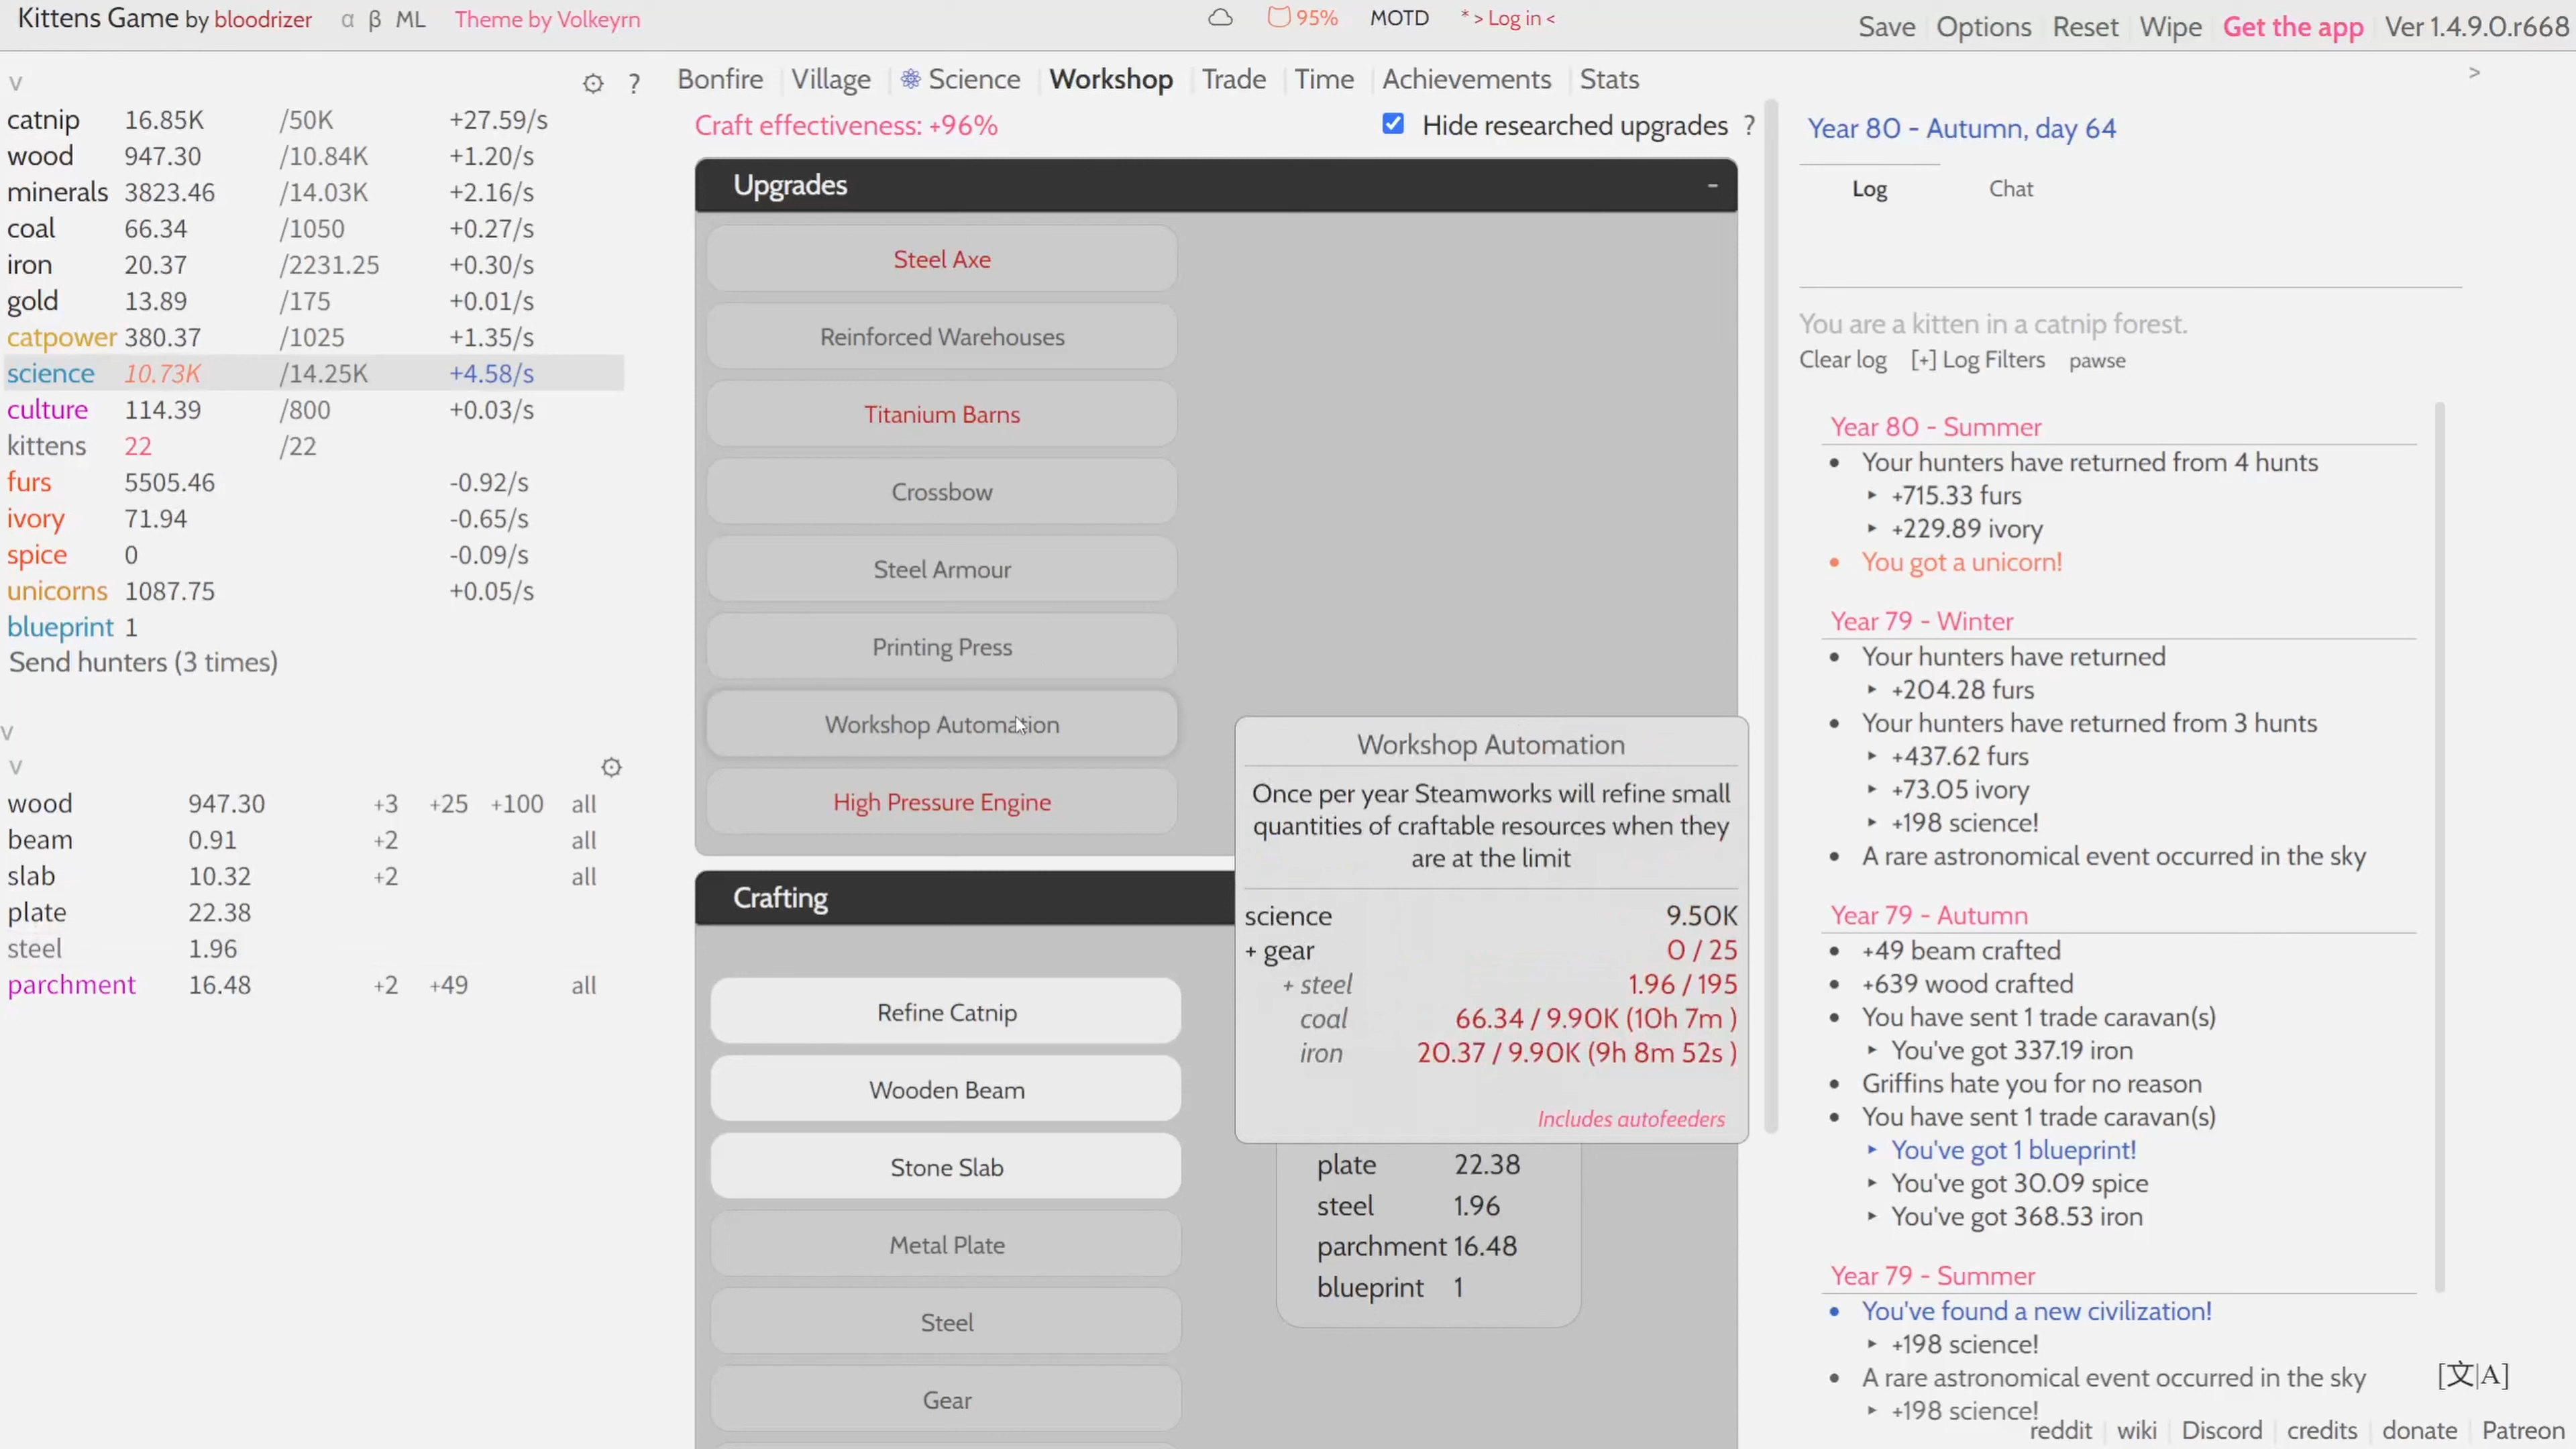 Kittens Game by bloodrizer α β ML Theme by Volkeyrn
95% MOTD * > Log in <
Save Options Reset Wipe Get the app Ver 1.4.9.0.r668
v ?
catnip 16.85K /50K +27.59/s
wood 947.30 /10.84K +1.20/s
minerals 3823.46 /14.03K +2.16/s
coal 66.34 /1050 +0.27/s
iron 20.37 /2231.25 +0.30/s
gold 13.89 /175 +0.01/s
catpower 380.37 /1025 +1.35/s
science 10.73K /14.25K +4.58/s
culture 114.39 /800 +0.03/s
kittens 22 /22
furs 5505.46 -0.92/s
ivory 71.94 -0.65/s
spice 0 -0.09/s
unicorns 1087.75 +0.05/s
blueprint 1
Send hunters (3 times)
v
v
wood 947.30 +3 +25 +100 all
beam 0.91 +2 all
slab 10.32 +2 all
plate 22.38
steel 1.96
parchment 16.48 +2 +49 all
Bonfire Village Science Workshop Trade Time Achievements Stats
Craft effectiveness: +96% Hide researched upgrades ?
Upgrades -
Steel Axe
Reinforced Warehouses
Titanium Barns
Crossbow
Steel Armour
Printing Press
Workshop Automation
High Pressure Engine
Crafting
Refine Catnip
Wooden Beam
Stone Slab
Metal Plate
Steel
Gear
Workshop Automation
Once per year Steamworks will refine small
quantities of craftable resources when they
are at the limit
science 9.50K
+ gear 0 / 25
+ steel 1.96 / 195
coal 66.34 / 9.90K (10h 7m )
iron 20.37 / 9.90K (9h 8m 52s )
Includes autofeeders
plate 22.38
steel 1.96
parchment 16.48
blueprint 1
>
Year 80 - Autumn, day 64
Log Chat
You are a kitten in a catnip forest.
Clear log [+] Log Filters pawse
Year 80 - Summer
• Your hunters have returned from 4 hunts
‣ +715.33 furs
‣ +229.89 ivory
• You got a unicorn!
Year 79 - Winter
• Your hunters have returned
‣ +204.28 furs
• Your hunters have returned from 3 hunts
‣ +437.62 furs
‣ +73.05 ivory
‣ +198 science!
• A rare astronomical event occurred in the sky
Year 79 - Autumn
• +49 beam crafted
• +639 wood crafted
• You have sent 1 trade caravan(s)
‣ You've got 337.19 iron
• Griffins hate you for no reason
• You have sent 1 trade caravan(s)
‣ You've got 1 blueprint!
‣ You've got 30.09 spice
‣ You've got 368.53 iron
Year 79 - Summer
• You've found a new civilization!
‣ +198 science!
• A rare astronomical event occurred in the sky
‣ +198 science!
[文|A]
reddit wiki Discord credits donate Patreon